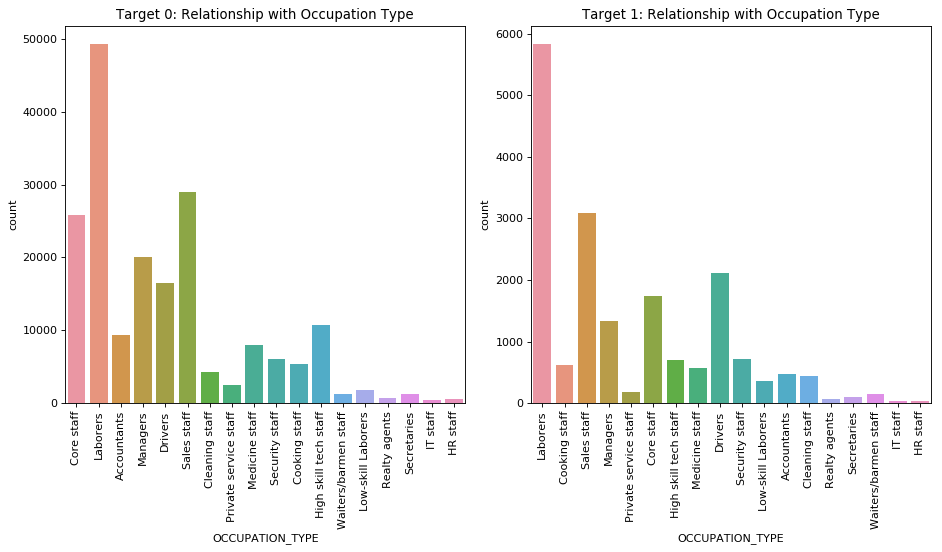 Target 0: Relationship with Occupation Type
50000
40000
30000
20000
10000
0
count
Core staff
Laborers
Accountants
Managers
Drivers
Sales staff
Cleaning staff
Private service staff
Medicine staff
Security staff
Cooking staff
High skill tech staff
Waiters/barmen staff
Low-skill Laborers
Realty agents
Secretaries
IT staff
HR staff
OCCUPATION_TYPE
Target 1: Relationship with Occupation Type
6000
5000
4000
3000
2000
1000
0
count
Laborers
Cooking staff
Sales staff
Managers
Private service staff
Core staff
High skill tech staff
Medicine staff
Drivers
Security staff
Low-skill Laborers
Accountants
Cleaning staff
Realty agents
Secretaries
Waiters/barmen staff
IT staff
HR staff
OCCUPATION_TYPE